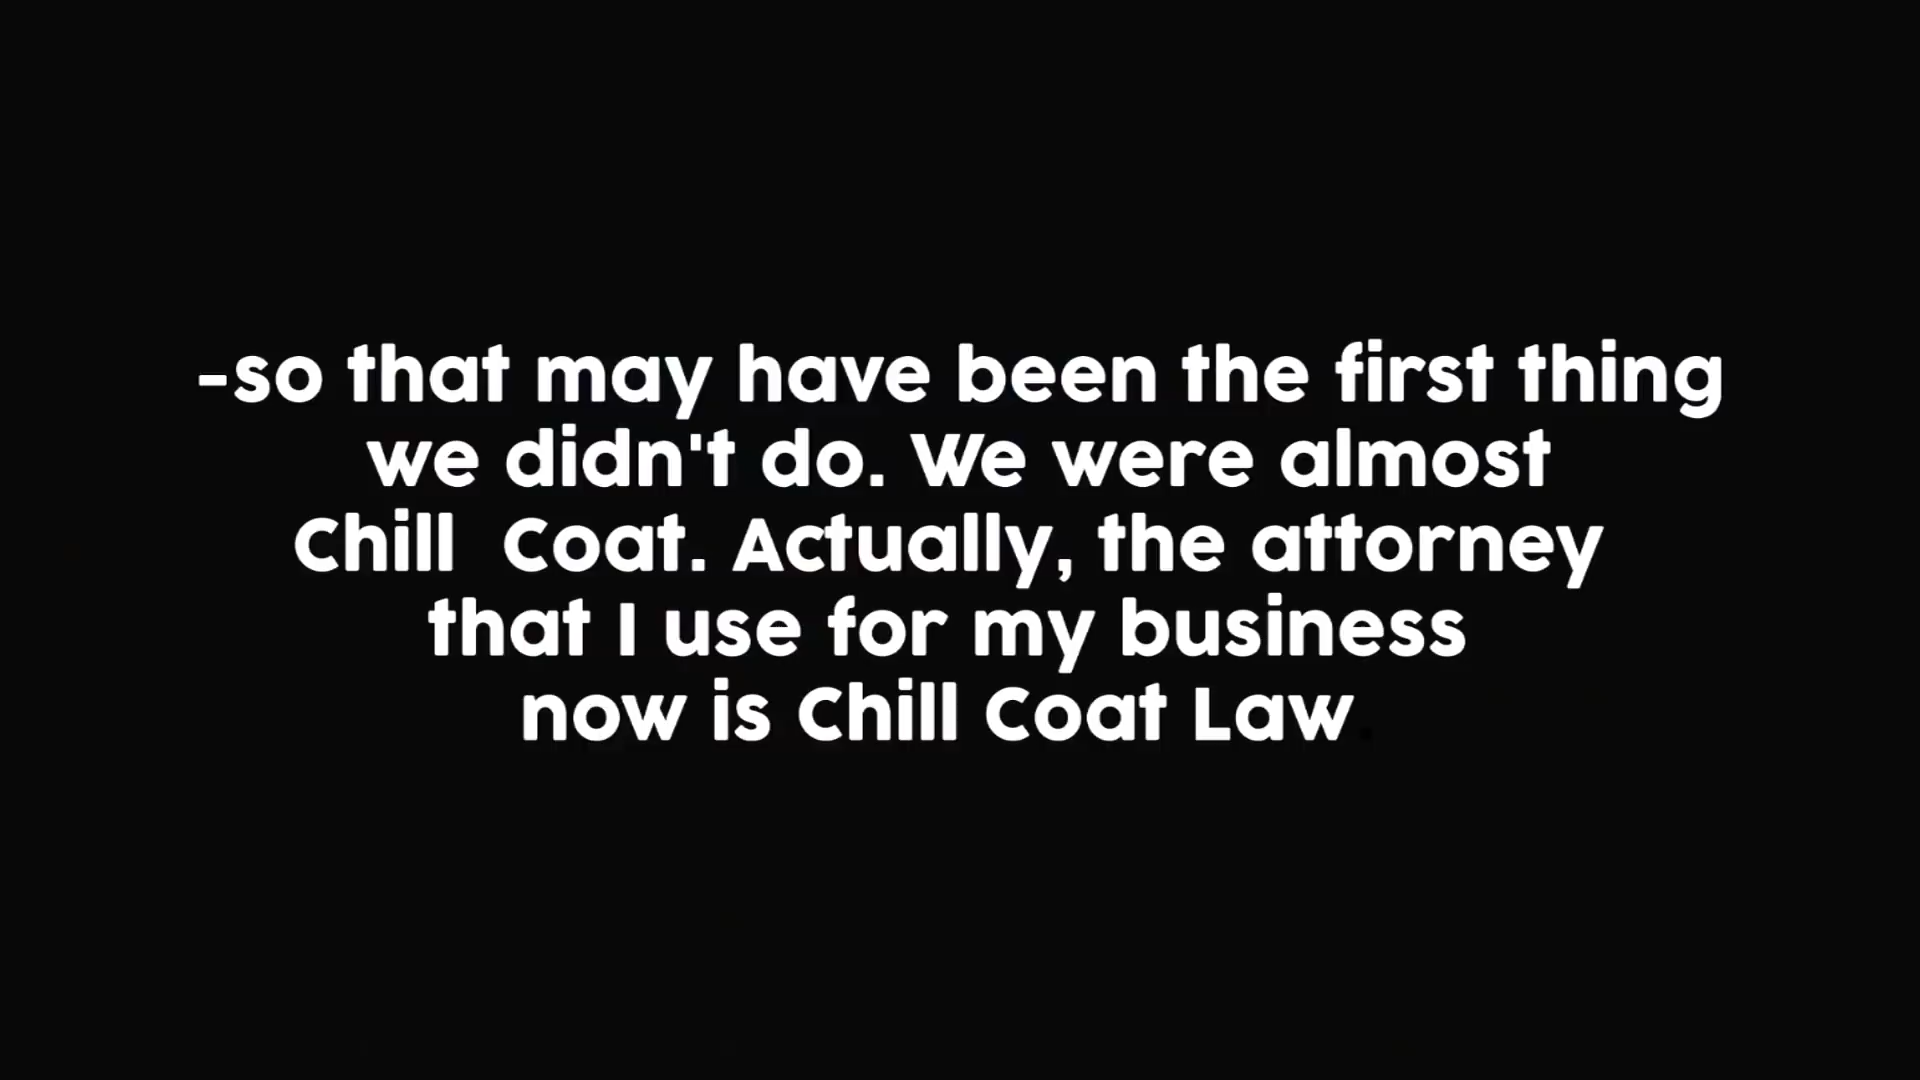 -so that may have been the first thing
we didn't do. We were almost
Chill  Coat. Actually, the attorney
that I use for my business
now is Chill Coat Law.